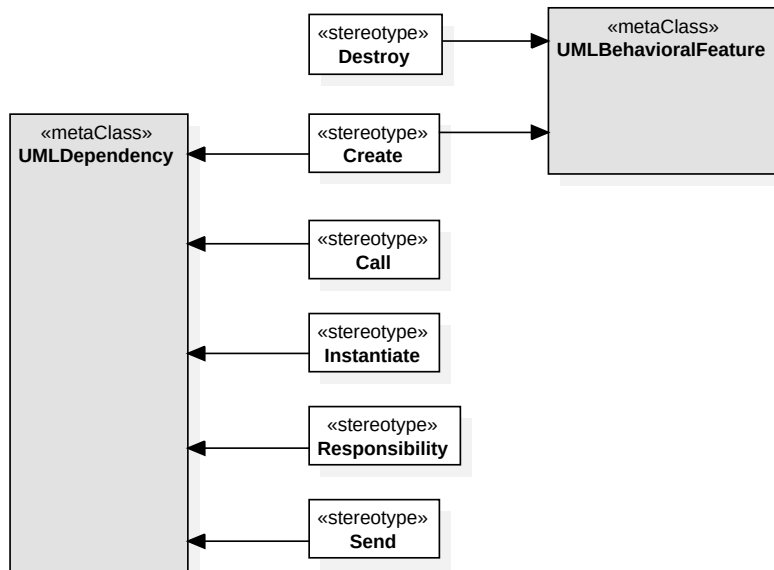 «stereotype»
Destroy
«metaClass»
UMLBehavioralFeature
«metaClass»
UMLDependency
«stereotype»
Create
«stereotype»
Call
«stereotype»
Instantiate
«stereotype»
Responsibility
«stereotype»
Send